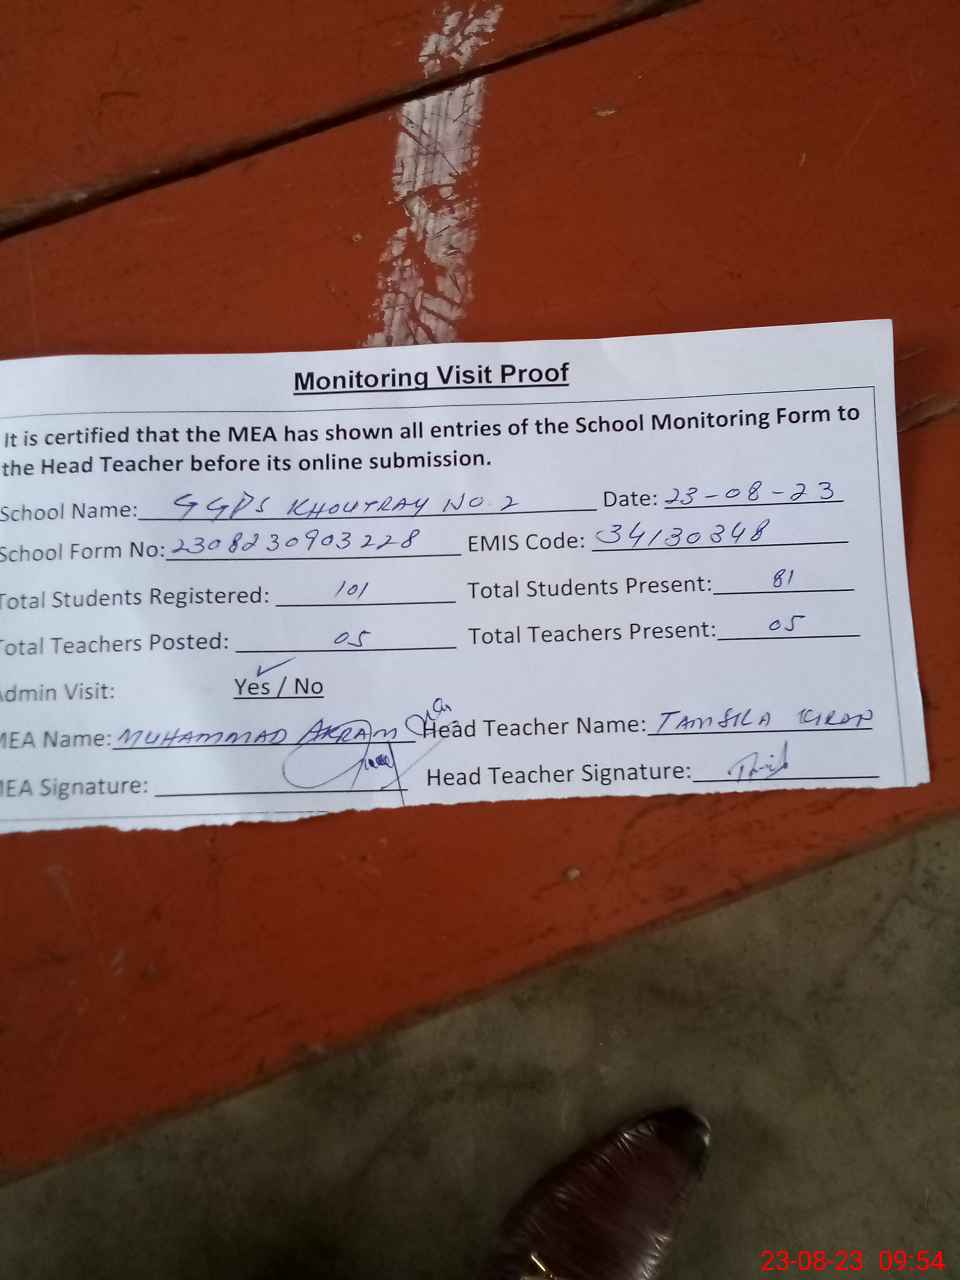 Monitoring Visit Proof
It is certified that the MEA has shown all entries of the School Monitoring Form to
the Head Teacher before its online submission.
School Name: GGPS KHOUTRAY NO. 2 Date: 23-08-23
School Form No: 2308230903228 EMIS Code: 34130348
Total Students Registered: 101 Total Students Present: 81
Total Teachers Posted: 05 Total Teachers Present: 05
Admin Visit: Yes / No
MEA Name: MUHAMMAD AKRAM Head Teacher Name: TAMSILA KIRAN
MEA Signature: Head Teacher Signature:
23-08-23 09:54